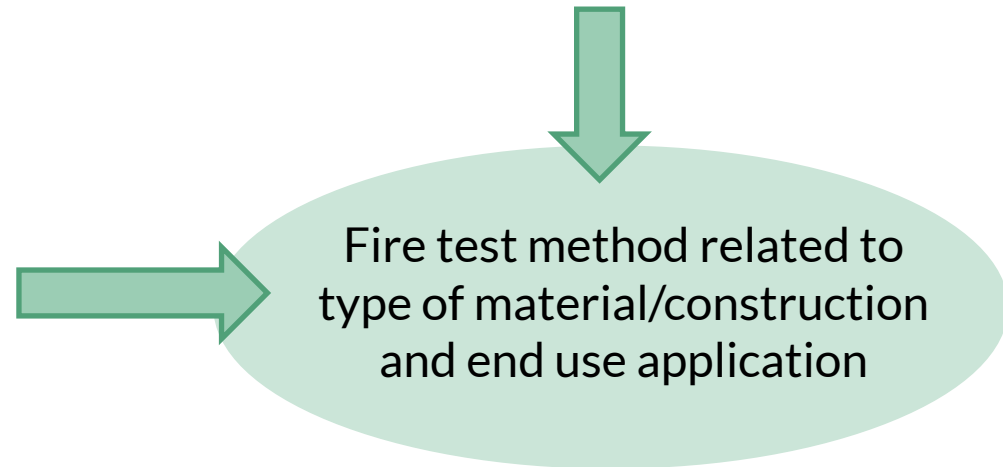 Fire test method related to
type of material/construction
and end use application